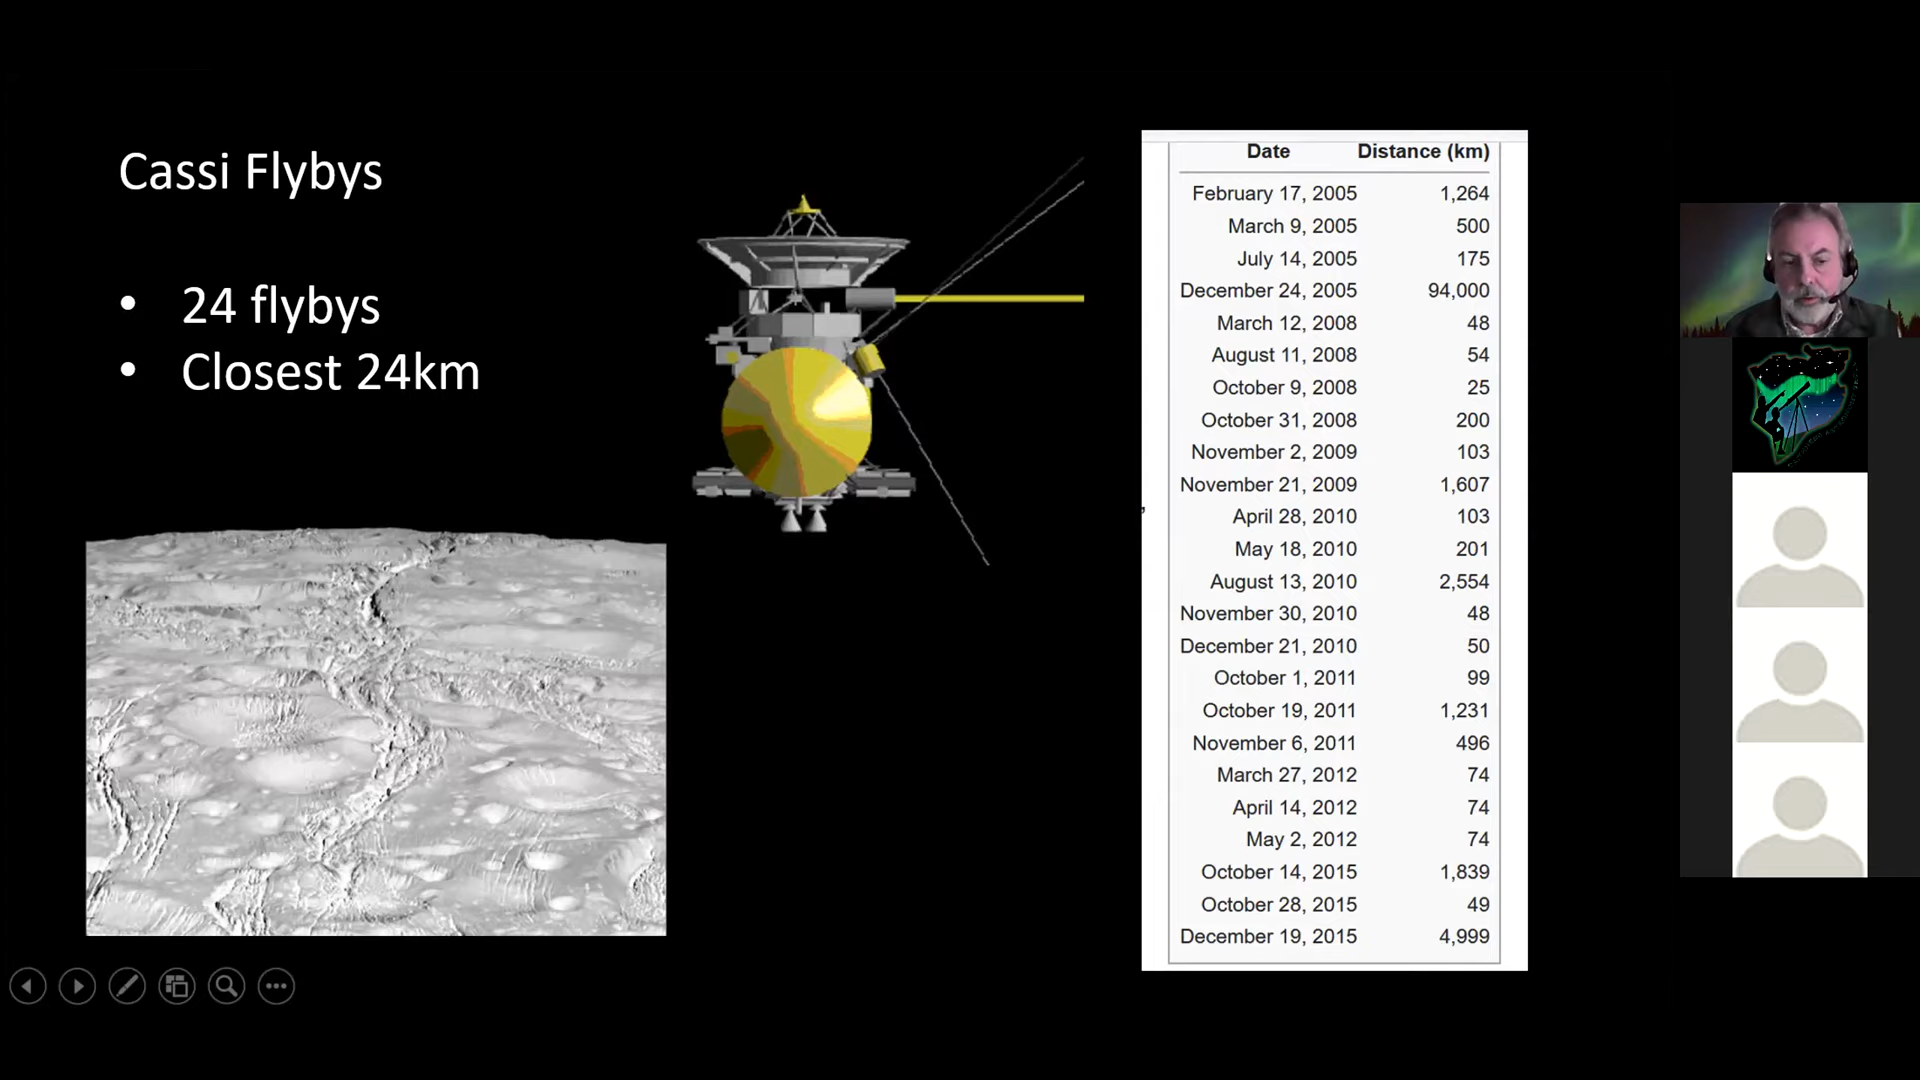 Cassi Flybys
• 24 flybys
• Closest 24km
Date Distance (km)
February 17, 2005 1,264
March 9, 2005 500
July 14, 2005 175
December 24, 2005 94,000
March 12, 2008 48
August 11, 2008 54
October 9, 2008 25
October 31, 2008 200
November 2, 2009 103
November 21, 2009 1,607
April 28, 2010 103
May 18, 2010 201
August 13, 2010 2,554
November 30, 2010 48
December 21, 2010 50
October 1, 2011 99
October 19, 2011 1,231
November 6, 2011 496
March 27, 2012 74
April 14, 2012 74
May 2, 2012 74
October 14, 2015 1,839
October 28, 2015 49
December 19, 2015 4,999